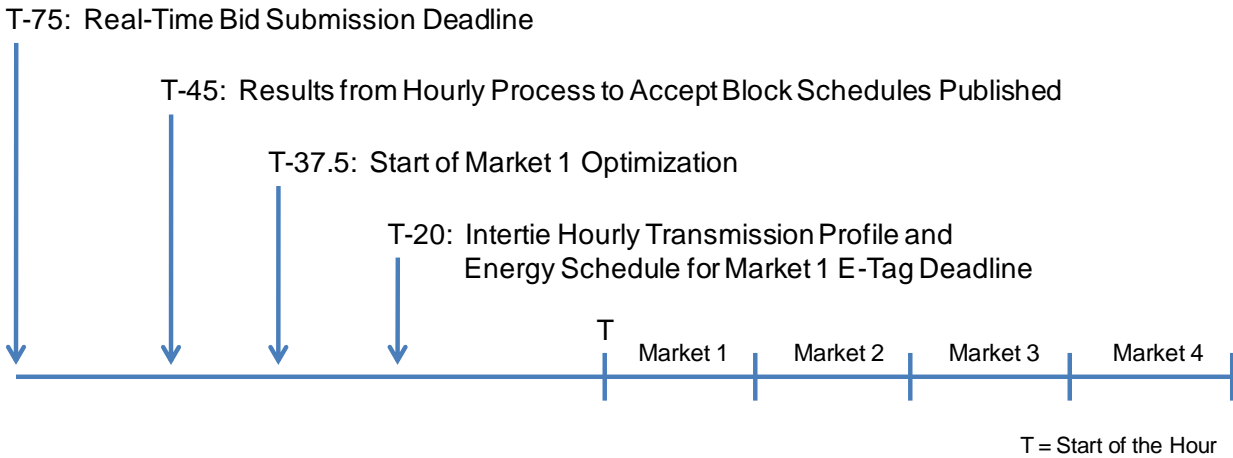 T-75: Real-Time Bid Submission Deadline
T-45: Results from Hourly Process to Accept Block Schedules Published
T-37.5: Start of Market 1 Optimization
T-20: Intertie Hourly Transmission Profile and
Energy Schedule for Market 1 E-Tag Deadline
T
Market 1
Market 2
Market 3
Market 4
T = Start of the Hour